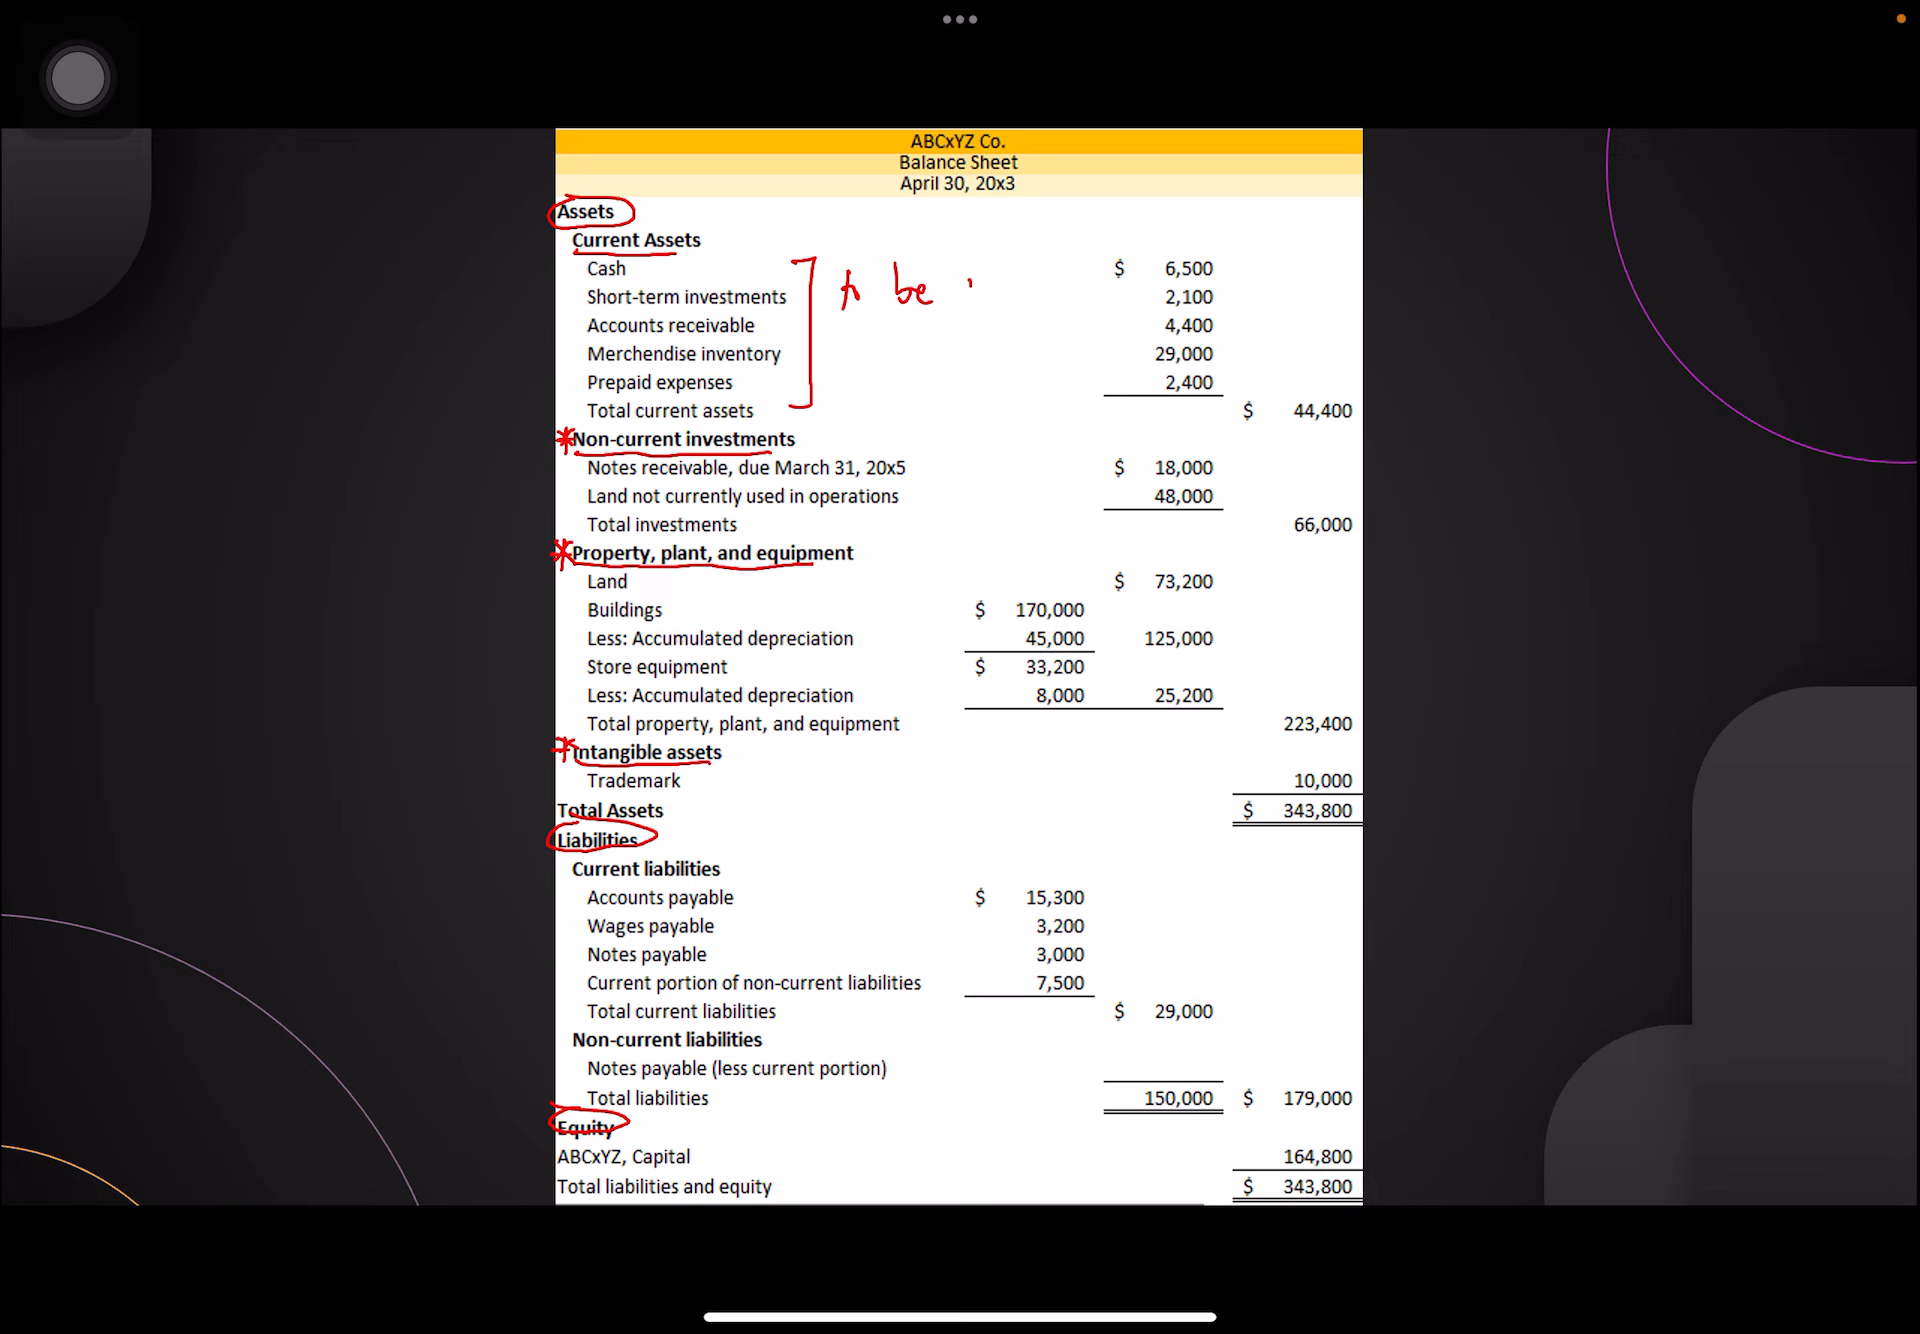 ABCxYZ Co.
Balance Sheet
April 30, 20x3
Assets
Current Assets
Cash $ 6,500
to be
Short-term investments 2,100
Accounts receivable 4,400
Merchendise inventory 29,000
Prepaid expenses 2,400
Total current assets $ 44,400
*Non-current investments
Notes receivable, due March 31, 20x5 $ 18,000
Land not currently used in operations 48,000
Total investments 66,000
*Property, plant, and equipment
Land $ 73,200
Buildings $ 170,000
Less: Accumulated depreciation 45,000 125,000
Store equipment $ 33,200
Less: Accumulated depreciation 8,000 25,200
Total property, plant, and equipment 223,400
*Intangible assets
Trademark 10,000
Total Assets $ 343,800
Liabilities
Current liabilities
Accounts payable $ 15,300
Wages payable 3,200
Notes payable 3,000
Current portion of non-current liabilities 7,500
Total current liabilities $ 29,000
Non-current liabilities
Notes payable (less current portion)
Total liabilities 150,000 $ 179,000
Equity
ABCxYZ, Capital 164,800
Total liabilities and equity $ 343,800